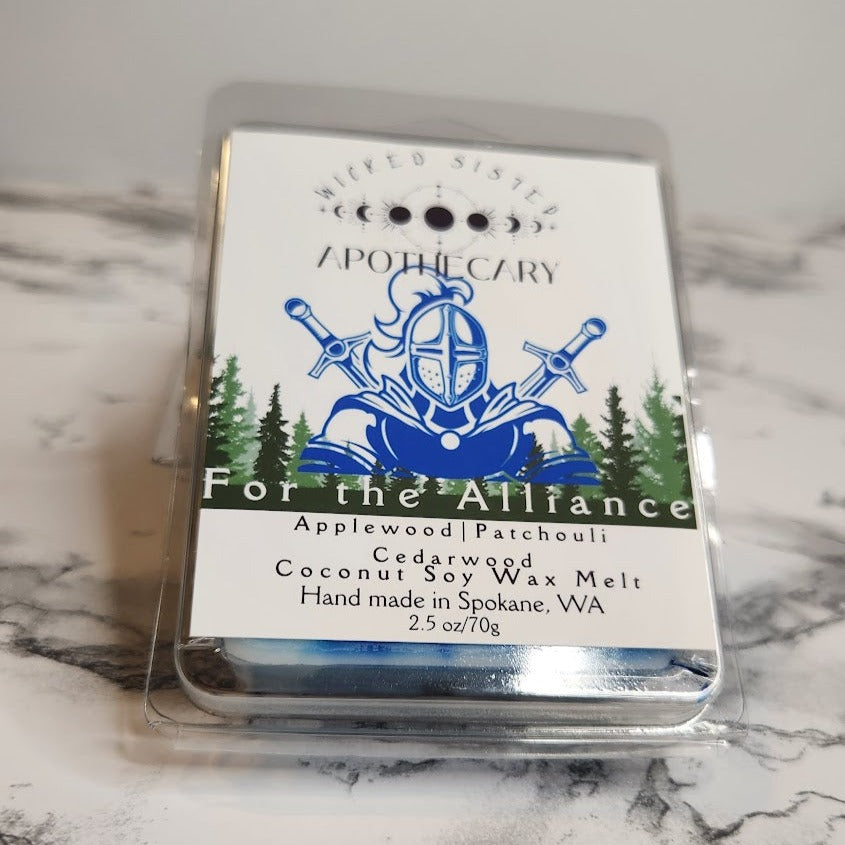 WICKED SISTER
APOTHECARY
For the Alliance
Applewood|Patchouli
Cedarwood
Coconut Soy Wax Melt
Hand made in Spokane, WA
2.5 oz/70g